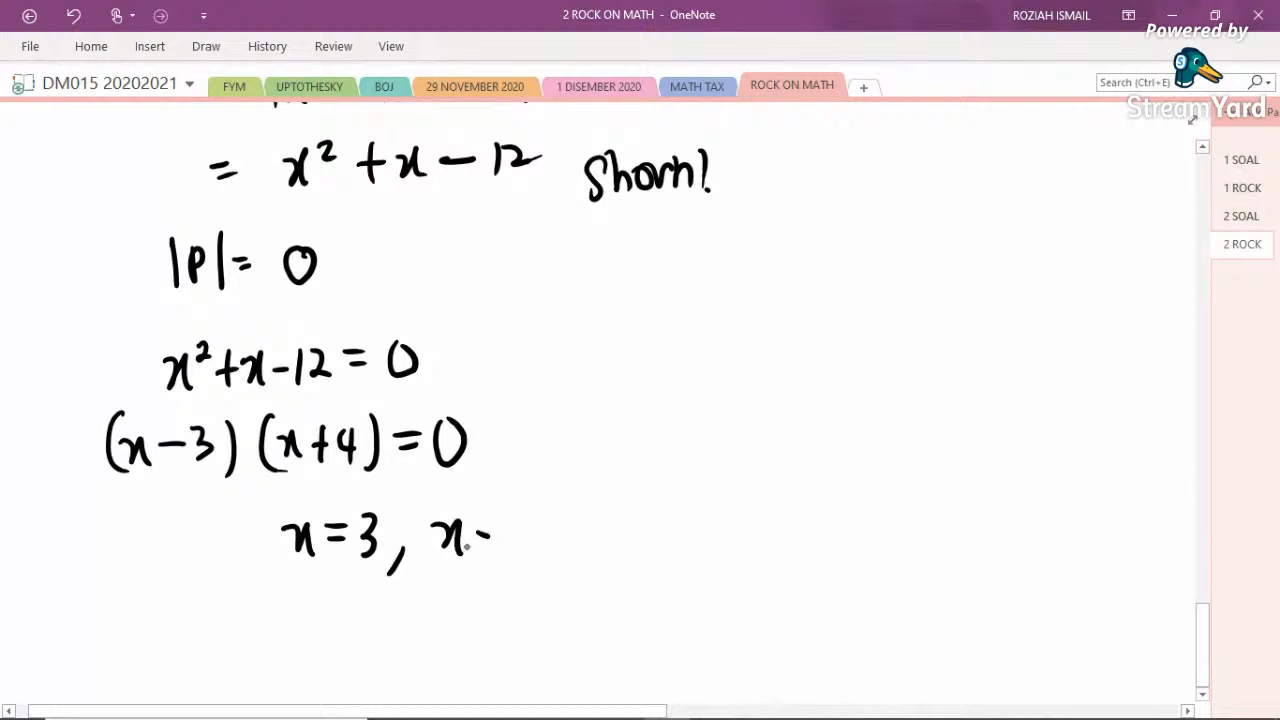 2 ROCK ON MATH - OneNote
ROZIAH ISMAIL
Powered by
StreamYard
File Home Insert Draw History Review View
DM015 20202021
FYM UPTOTHESKY BOJ 29 NOVEMBER 2020 1 DISEMBER 2020 MATH TAX ROCK ON MATH +
Search (Ctrl+E)
1 SOAL
1 ROCK
2 SOAL
2 ROCK
= x² + x - 12 Shown!
|P| = 0
x² + x - 12 = 0
(x - 3) (x + 4) = 0
x = 3, x -